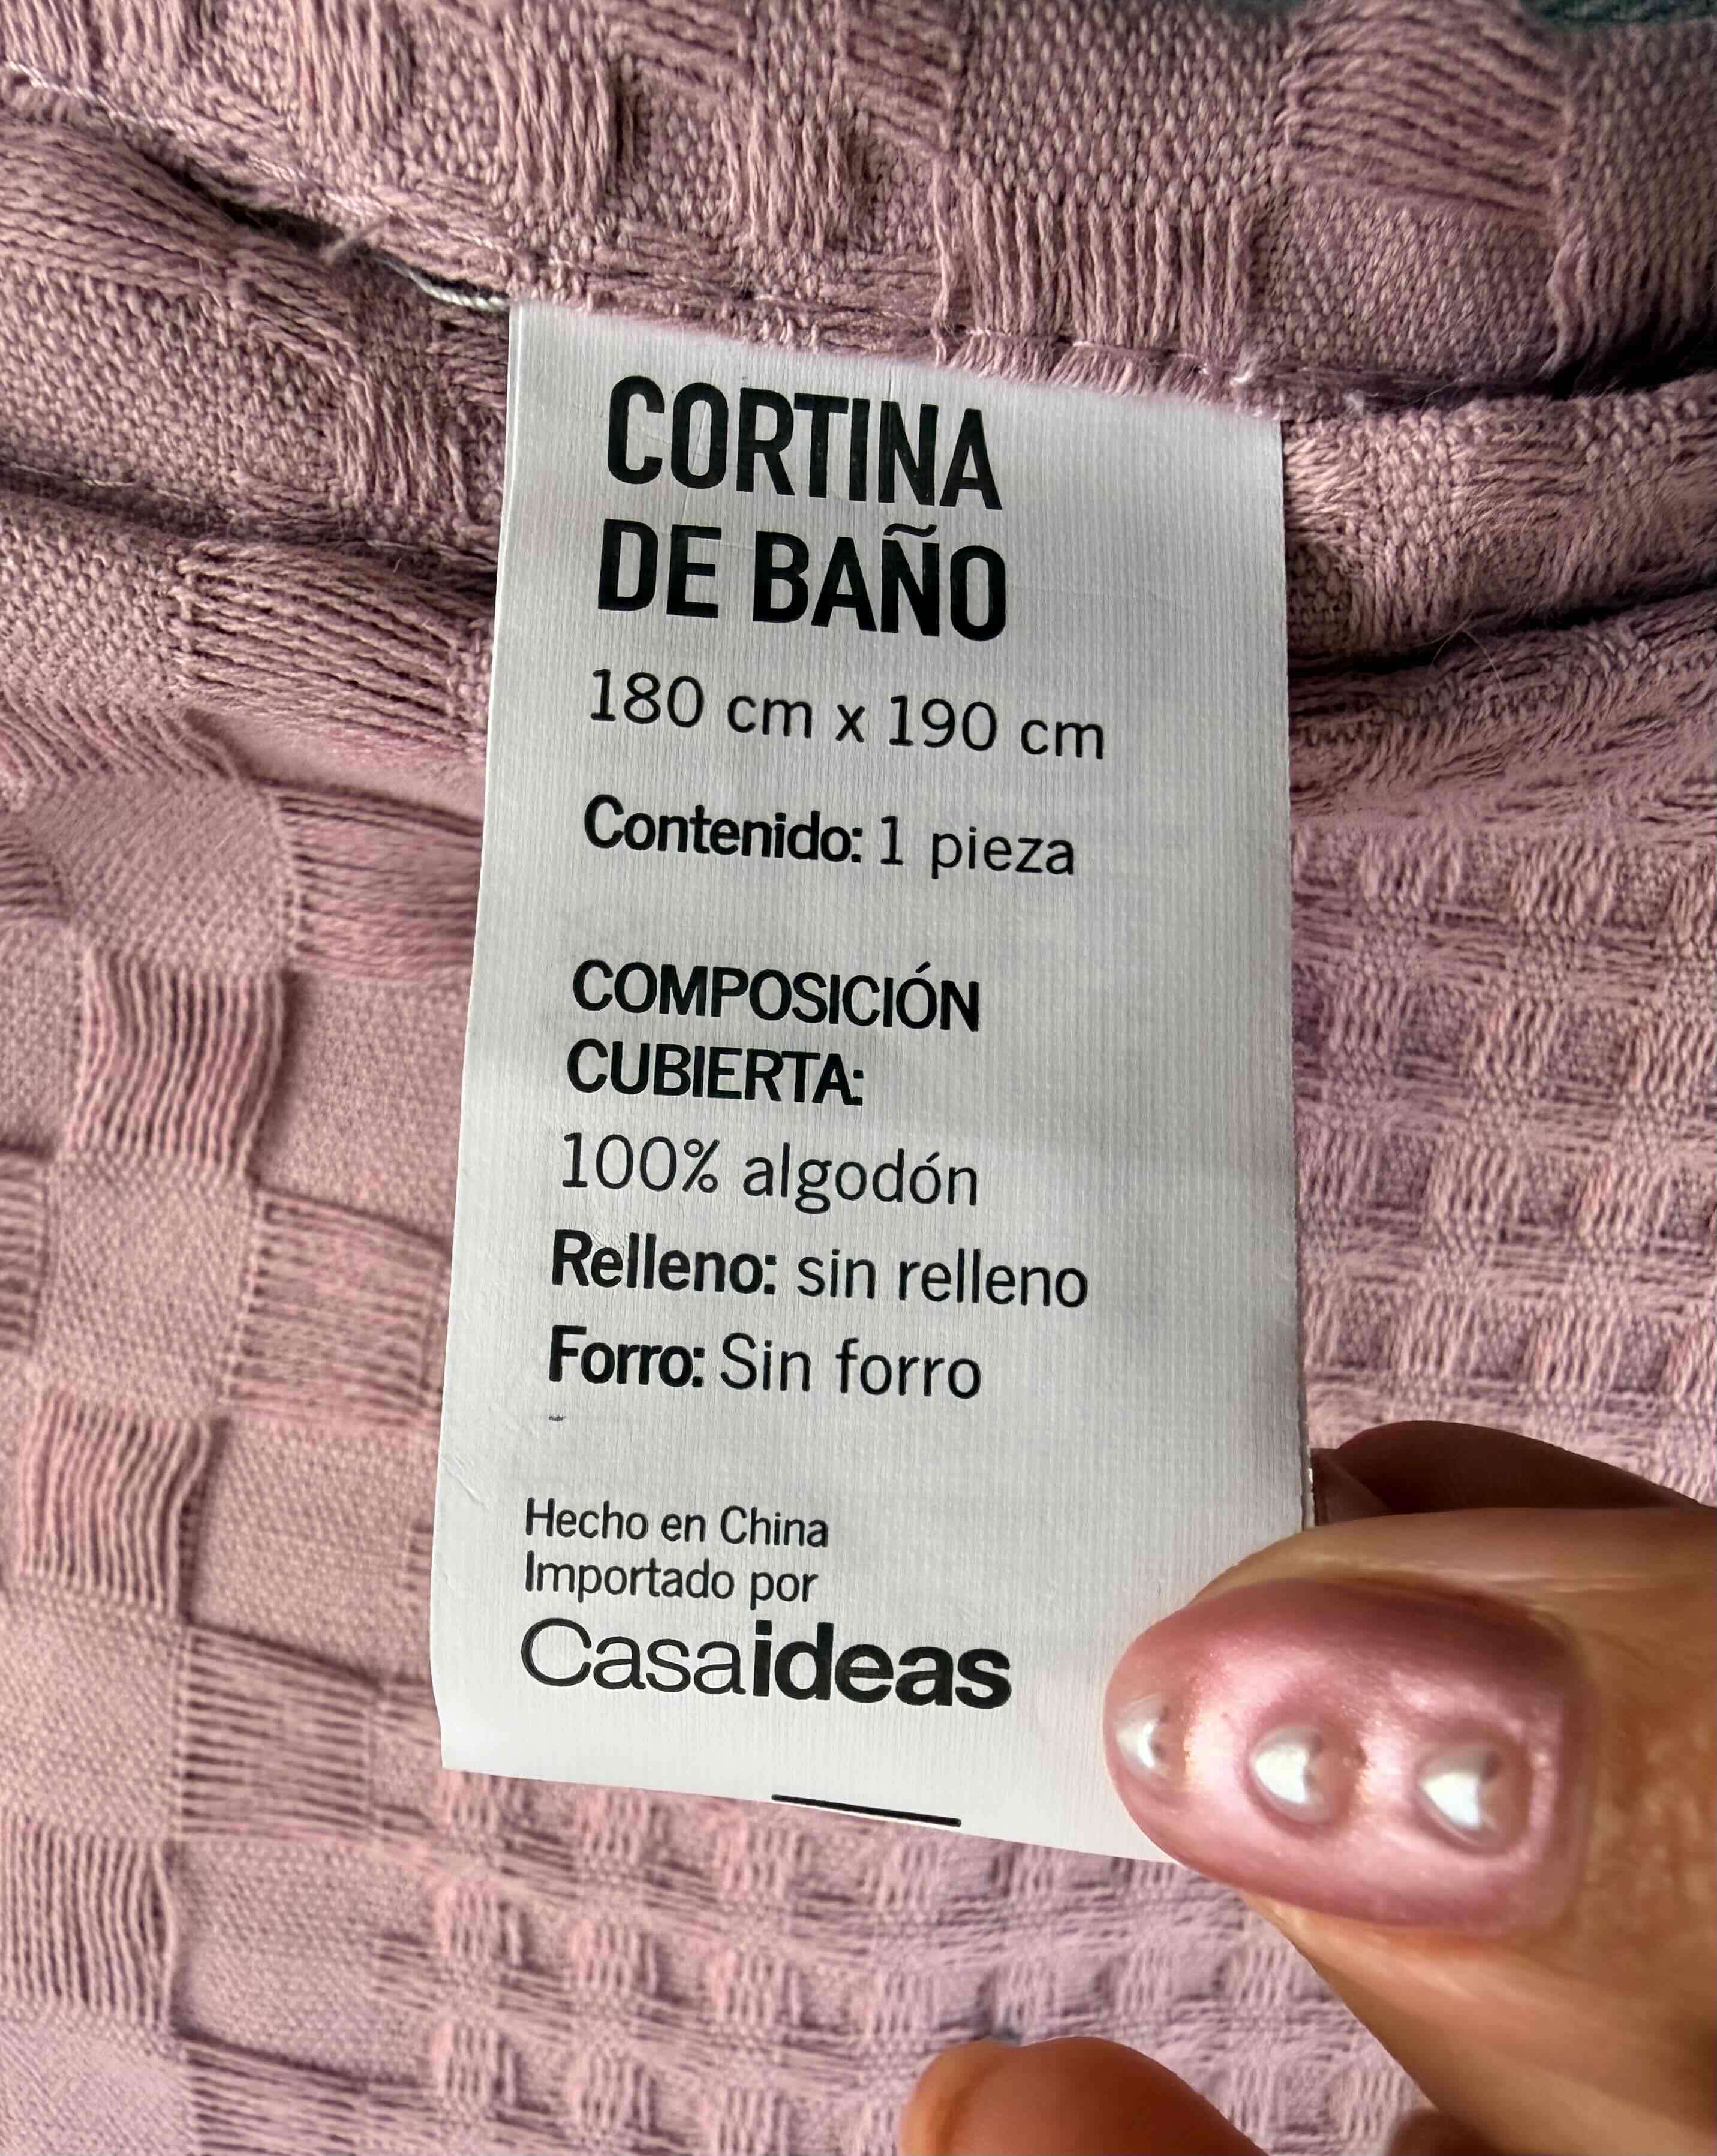 CORTINA
DE BAÑO
180 cm x 190 cm
Contenido: 1 pieza
COMPOSICIÓN
CUBIERTA:
100% algodón
Relleno: sin relleno
Forro: Sin forro
Hecho en China
Importado por
Casaideas